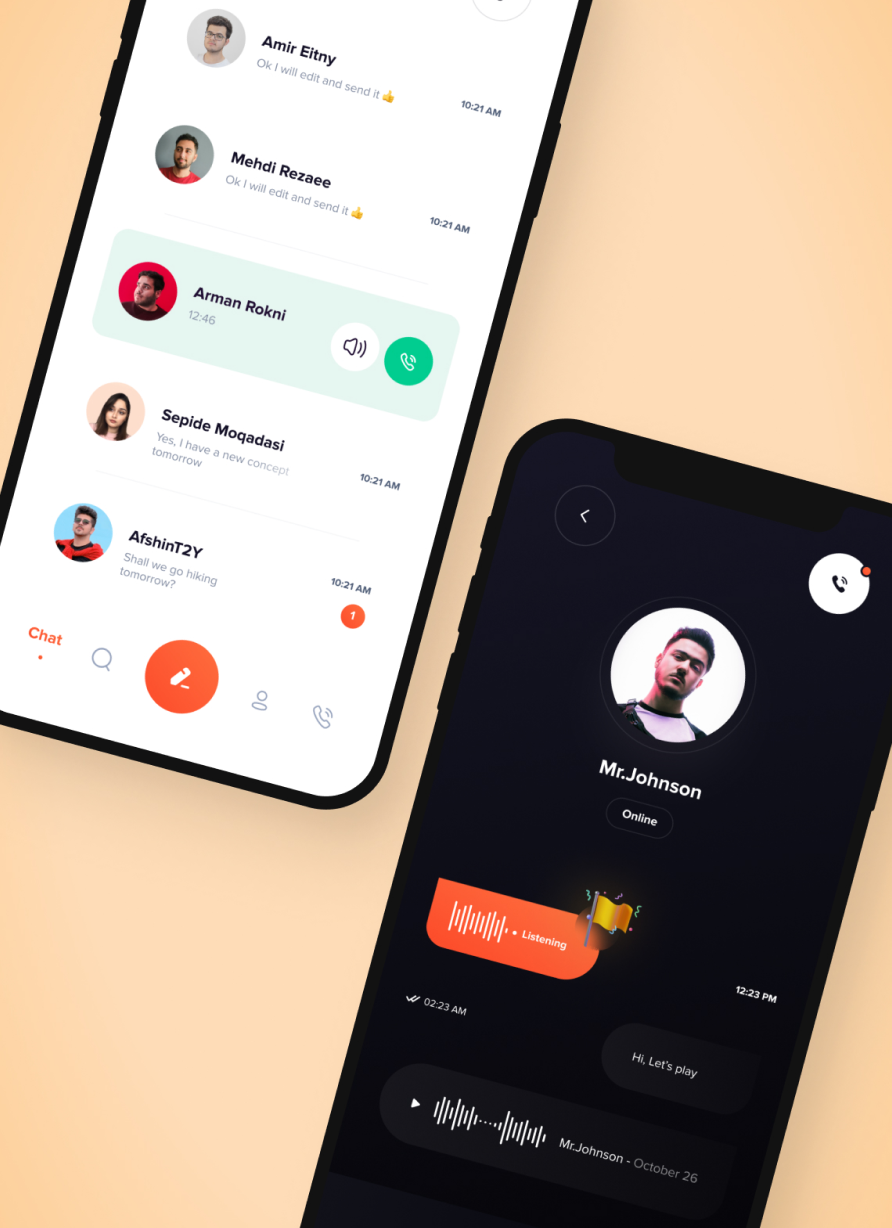 Amir Eitny
Ok I will edit and send it 👍
10:21 AM
Mehdi Rezaee
Ok I will edit and send it 👍
10:21 AM
Arman Rokni
12:46
Sepide Moqadasi
Yes, I have a new concept
tomorrow
10:21 AM
AfshinT2Y
Shall we go hiking
tomorrow?
10:21 AM
1
Chat
Mr.Johnson
Online
Listening
12:23 PM
02:23 AM
Hi, Let's play
Mr.Johnson - October 26